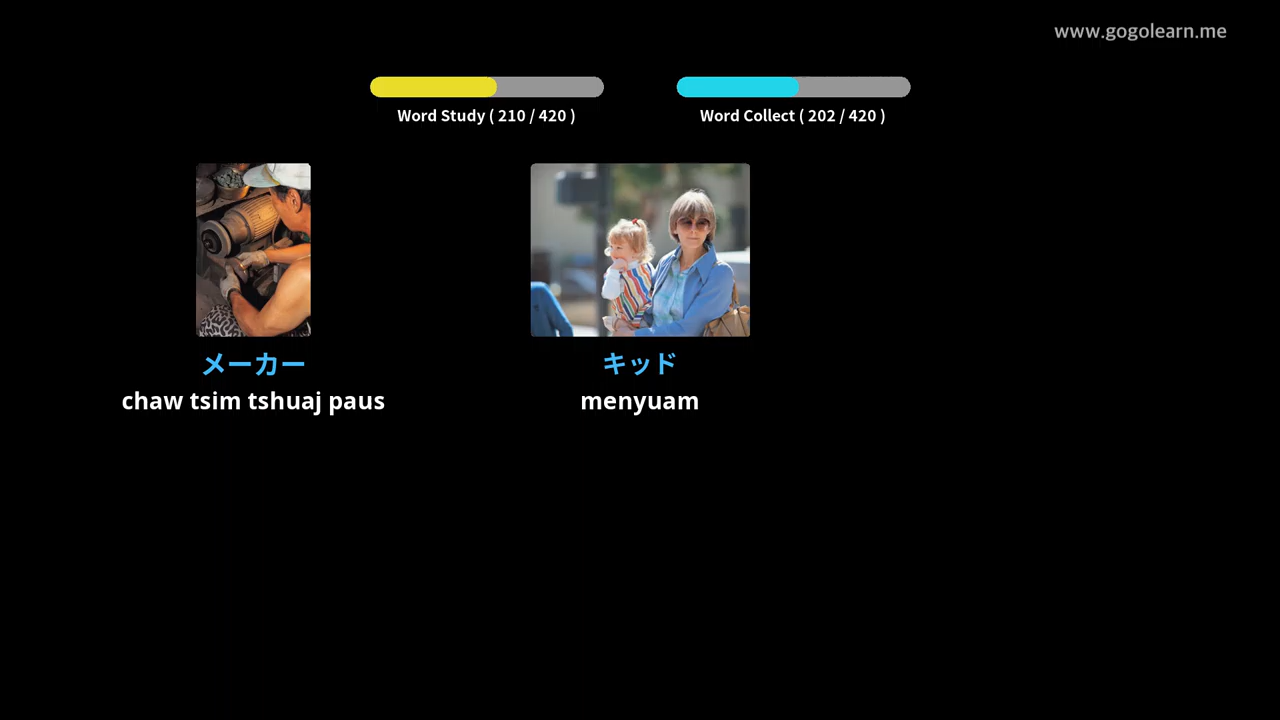 www.gogolearn.me
Word Study ( 210 / 420 )
Word Collect ( 202 / 420 )
メーカー
chaw tsim tshuaj paus
キッド
menyuam